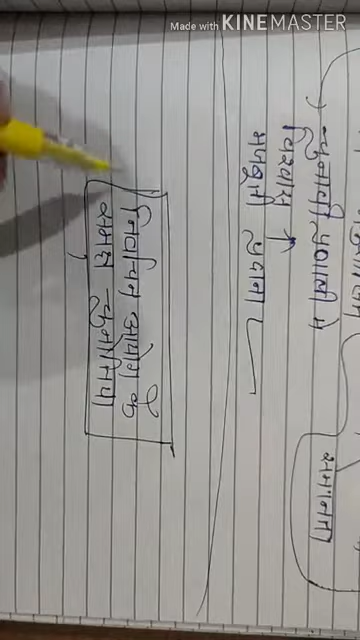 Made with KINEMASTER
चुनावी प्रणाली में
विश्वास ↑
मजबूती प्रदान
निर्वाचन आयोग के
समक्ष चुनौतियां
समानता